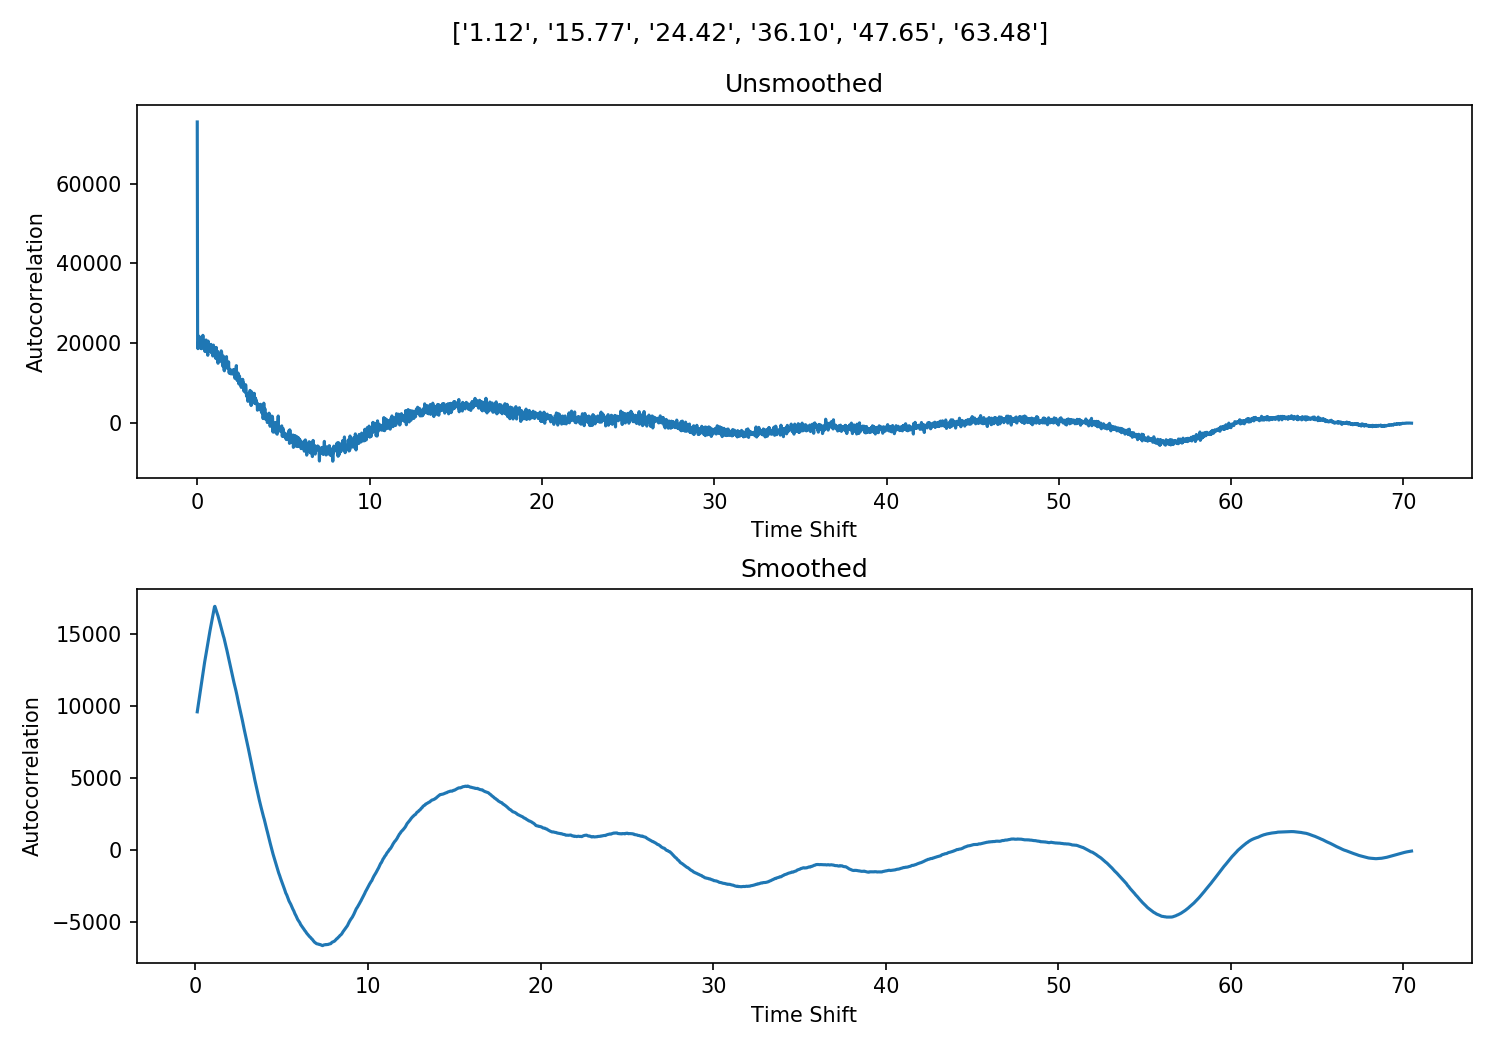 ['1.12', '15.77', '24.42', '36.10', '47.65', '63.48']
Unsmoothed
Autocorrelation
60000
40000
20000
0
0 10 20 30 40 50 60 70
Time Shift
Smoothed
Autocorrelation
15000
10000
5000
0
−5000
0 10 20 30 40 50 60 70
Time Shift